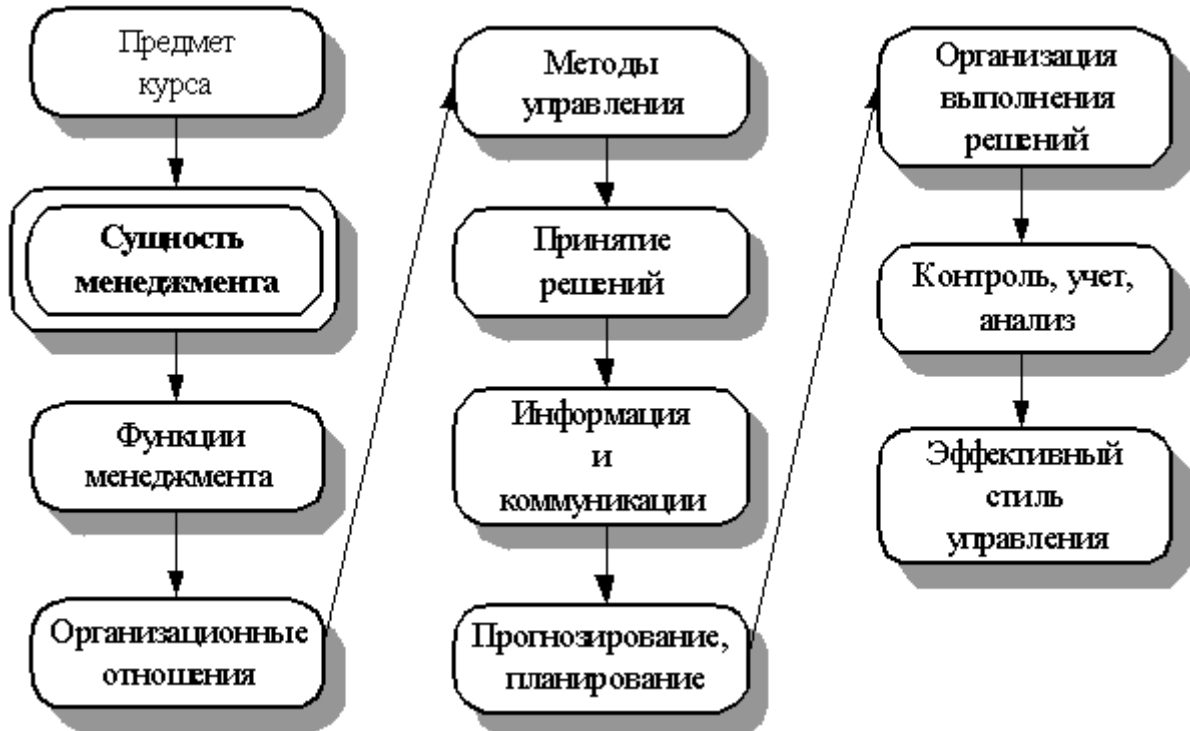 Предмет
курса
Сущность
менеджмента
Функции
менеджмента
Организационные
отношения
Методы
управления
Принятие
решений
Информация
и
коммуникации
Прогнозирование,
планирование
Организация
выполнения
решений
Контроль, учет,
анализ
Эффективный
стиль
управления